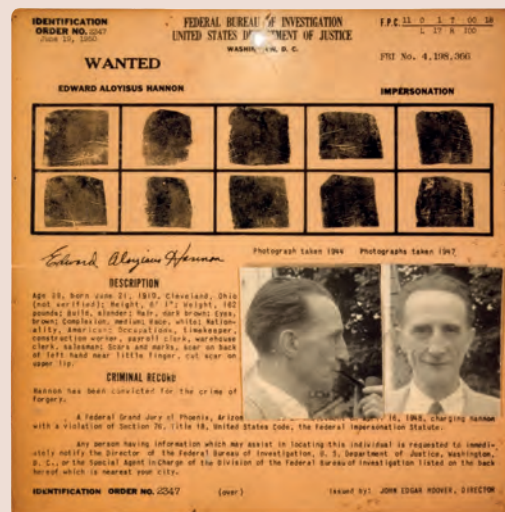 IDENTIFICATION
ORDER NO. 2247
June 19, 1950
FEDERAL BUREAU OF INVESTIGATION
UNITED STATES DEPARTMENT OF JUSTICE
WASHINGTON, D. C.
F.P.C. 11 0 1 T 00 18
L 17 R 100
WANTED
FBI No. 4,198,366
EDWARD ALOYISUS HANNON
IMPERSONATION
Edward Aloyisus Hannon
Photograph taken 1944 Photographs taken 1947
DESCRIPTION
Age 39, born June 21, 1910, Cleveland, Ohio
(not verified); Height, 6' 1"; Weight, 162
pounds; Build, slender; Hair, dark brown; Eyes,
brown; Complexion, medium; Race, white; Nation-
ality, American; Occupations, timekeeper,
construction worker, payroll clerk, warehouse
clerk, salesman; Scars and marks, scar on back
of left hand near little finger, cut scar on
upper lip.
CRIMINAL RECORD
Hannon has been convicted for the crime of
forgery.
A Federal Grand Jury of Phoenix, Arizon 16, 1948, charging Hannon
with a violation of Section 76, Title 18, United States Code, the Federal Impersonation Statute.
Any person having information which may assist in locating this individual is requested to immedi-
ately notify the Director of the Federal Bureau of Investigation, U. S. Department of Justice, Washington,
D. C., or the Special Agent in Charge of the Division of the Federal Bureau of Investigation listed on the back
hereof which is nearest your city.
IDENTIFICATION ORDER NO. 2347
(over)
Issued by: JOHN EDGAR HOOVER, DIRECTOR